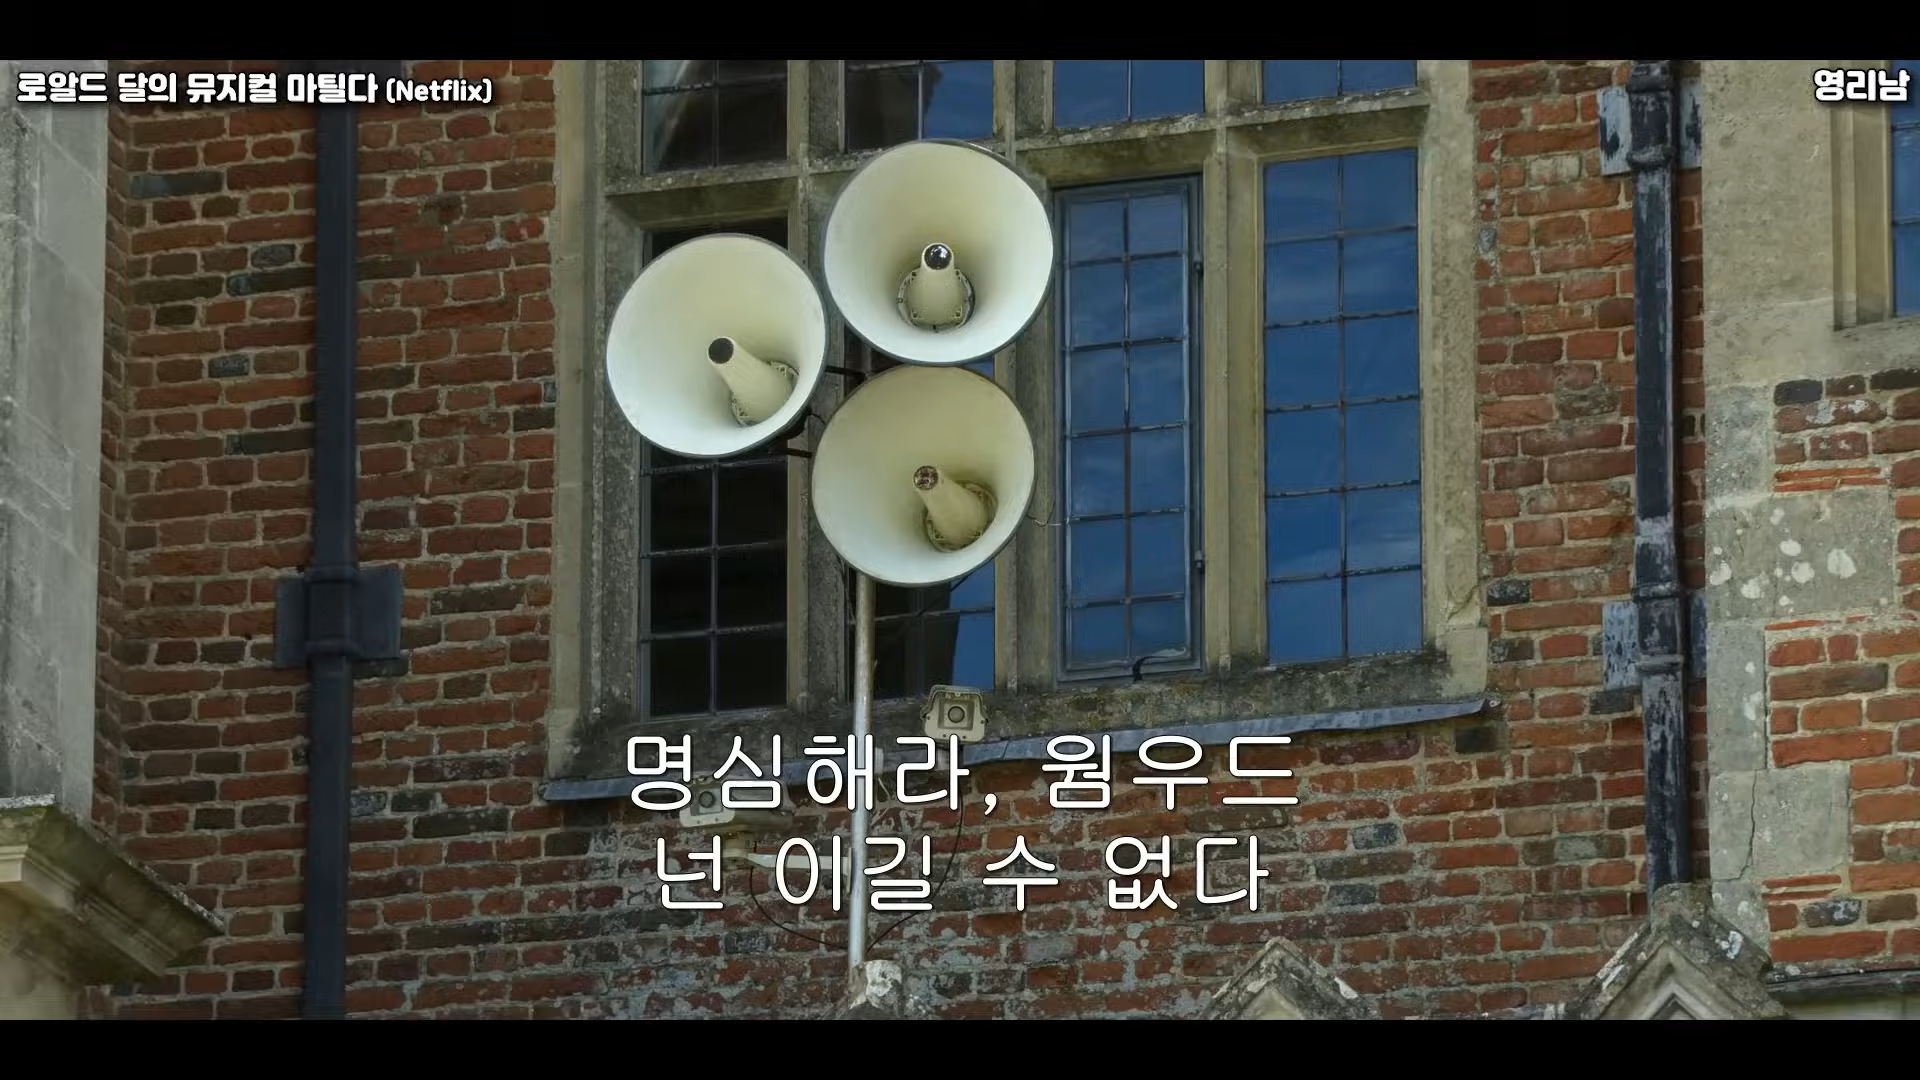 로알드 달의 뮤지컬 마틸다 (Netflix)
영리남
명심해라, 웜우드
넌 이길 수 없다